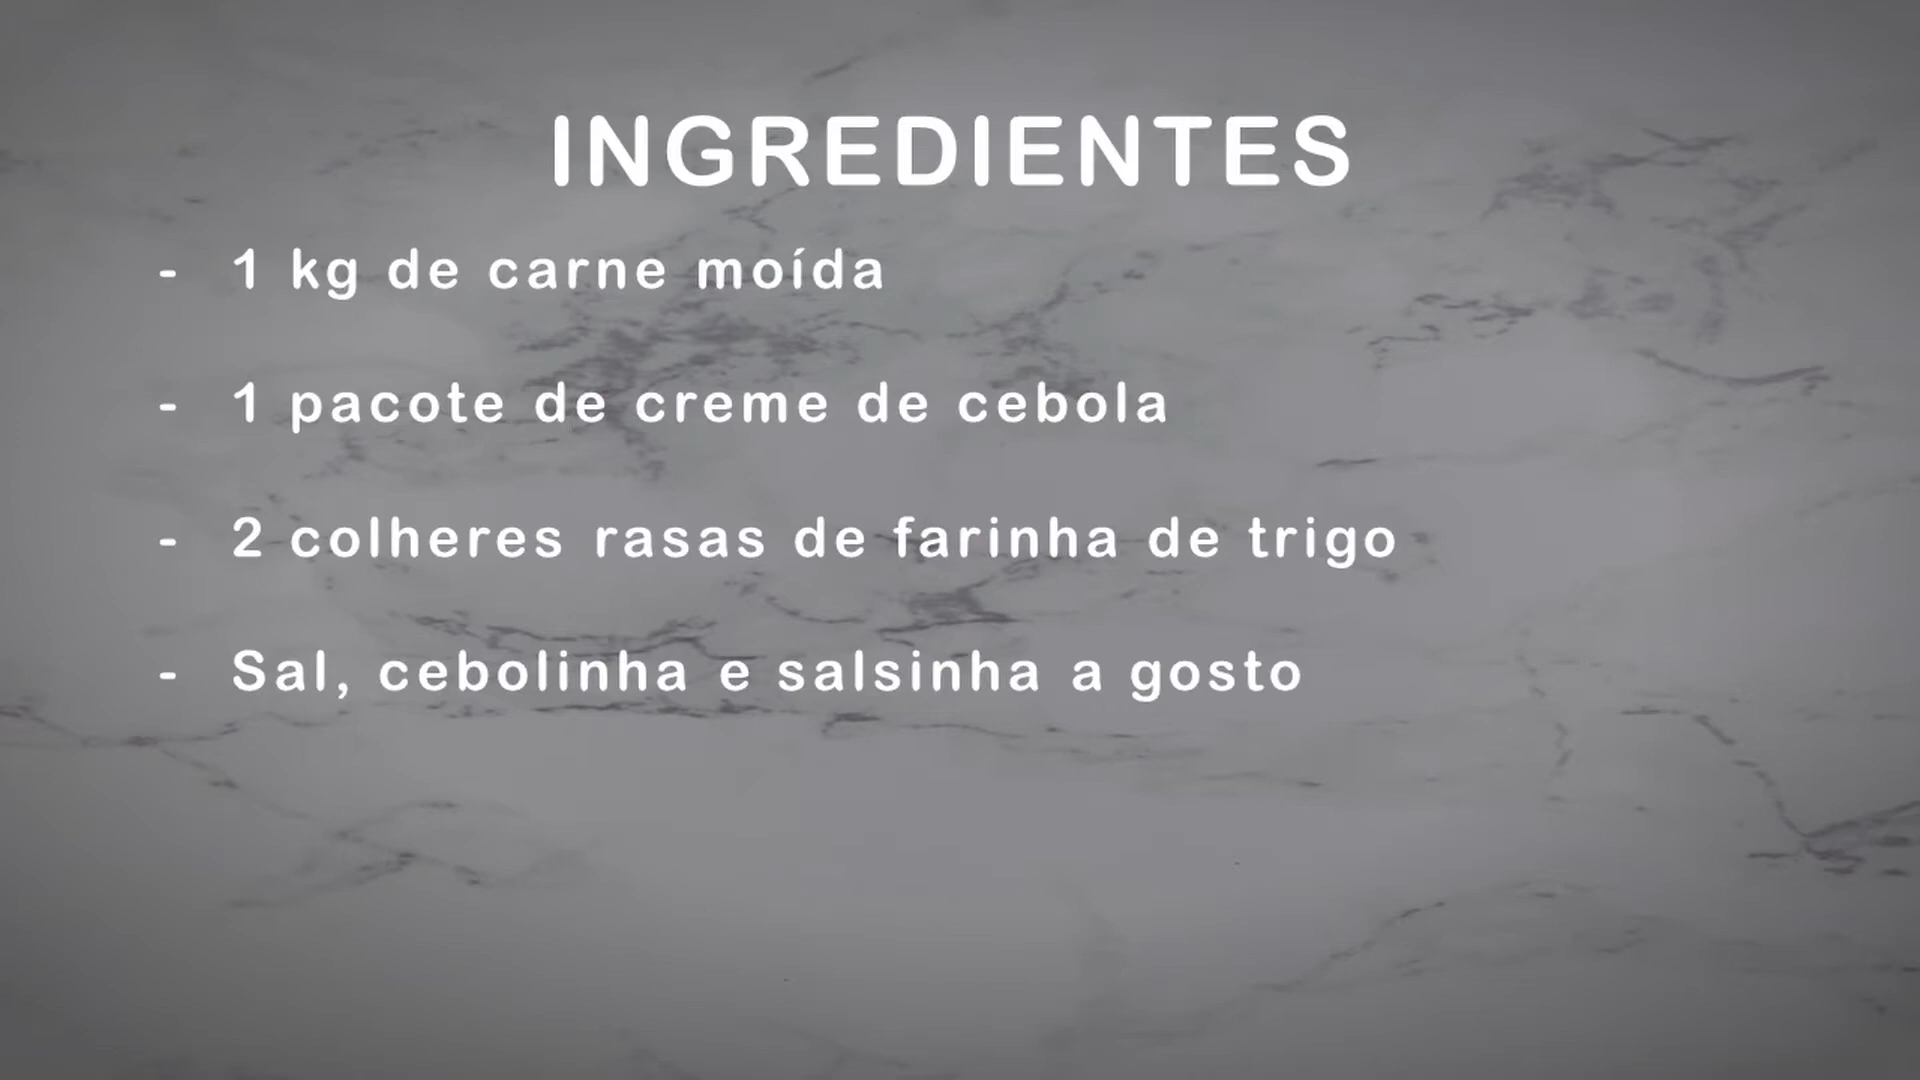 INGREDIENTES
- 1 kg de carne moída
- 1 pacote de creme de cebola
- 2 colheres rasas de farinha de trigo
- Sal, cebolinha e salsinha a gosto